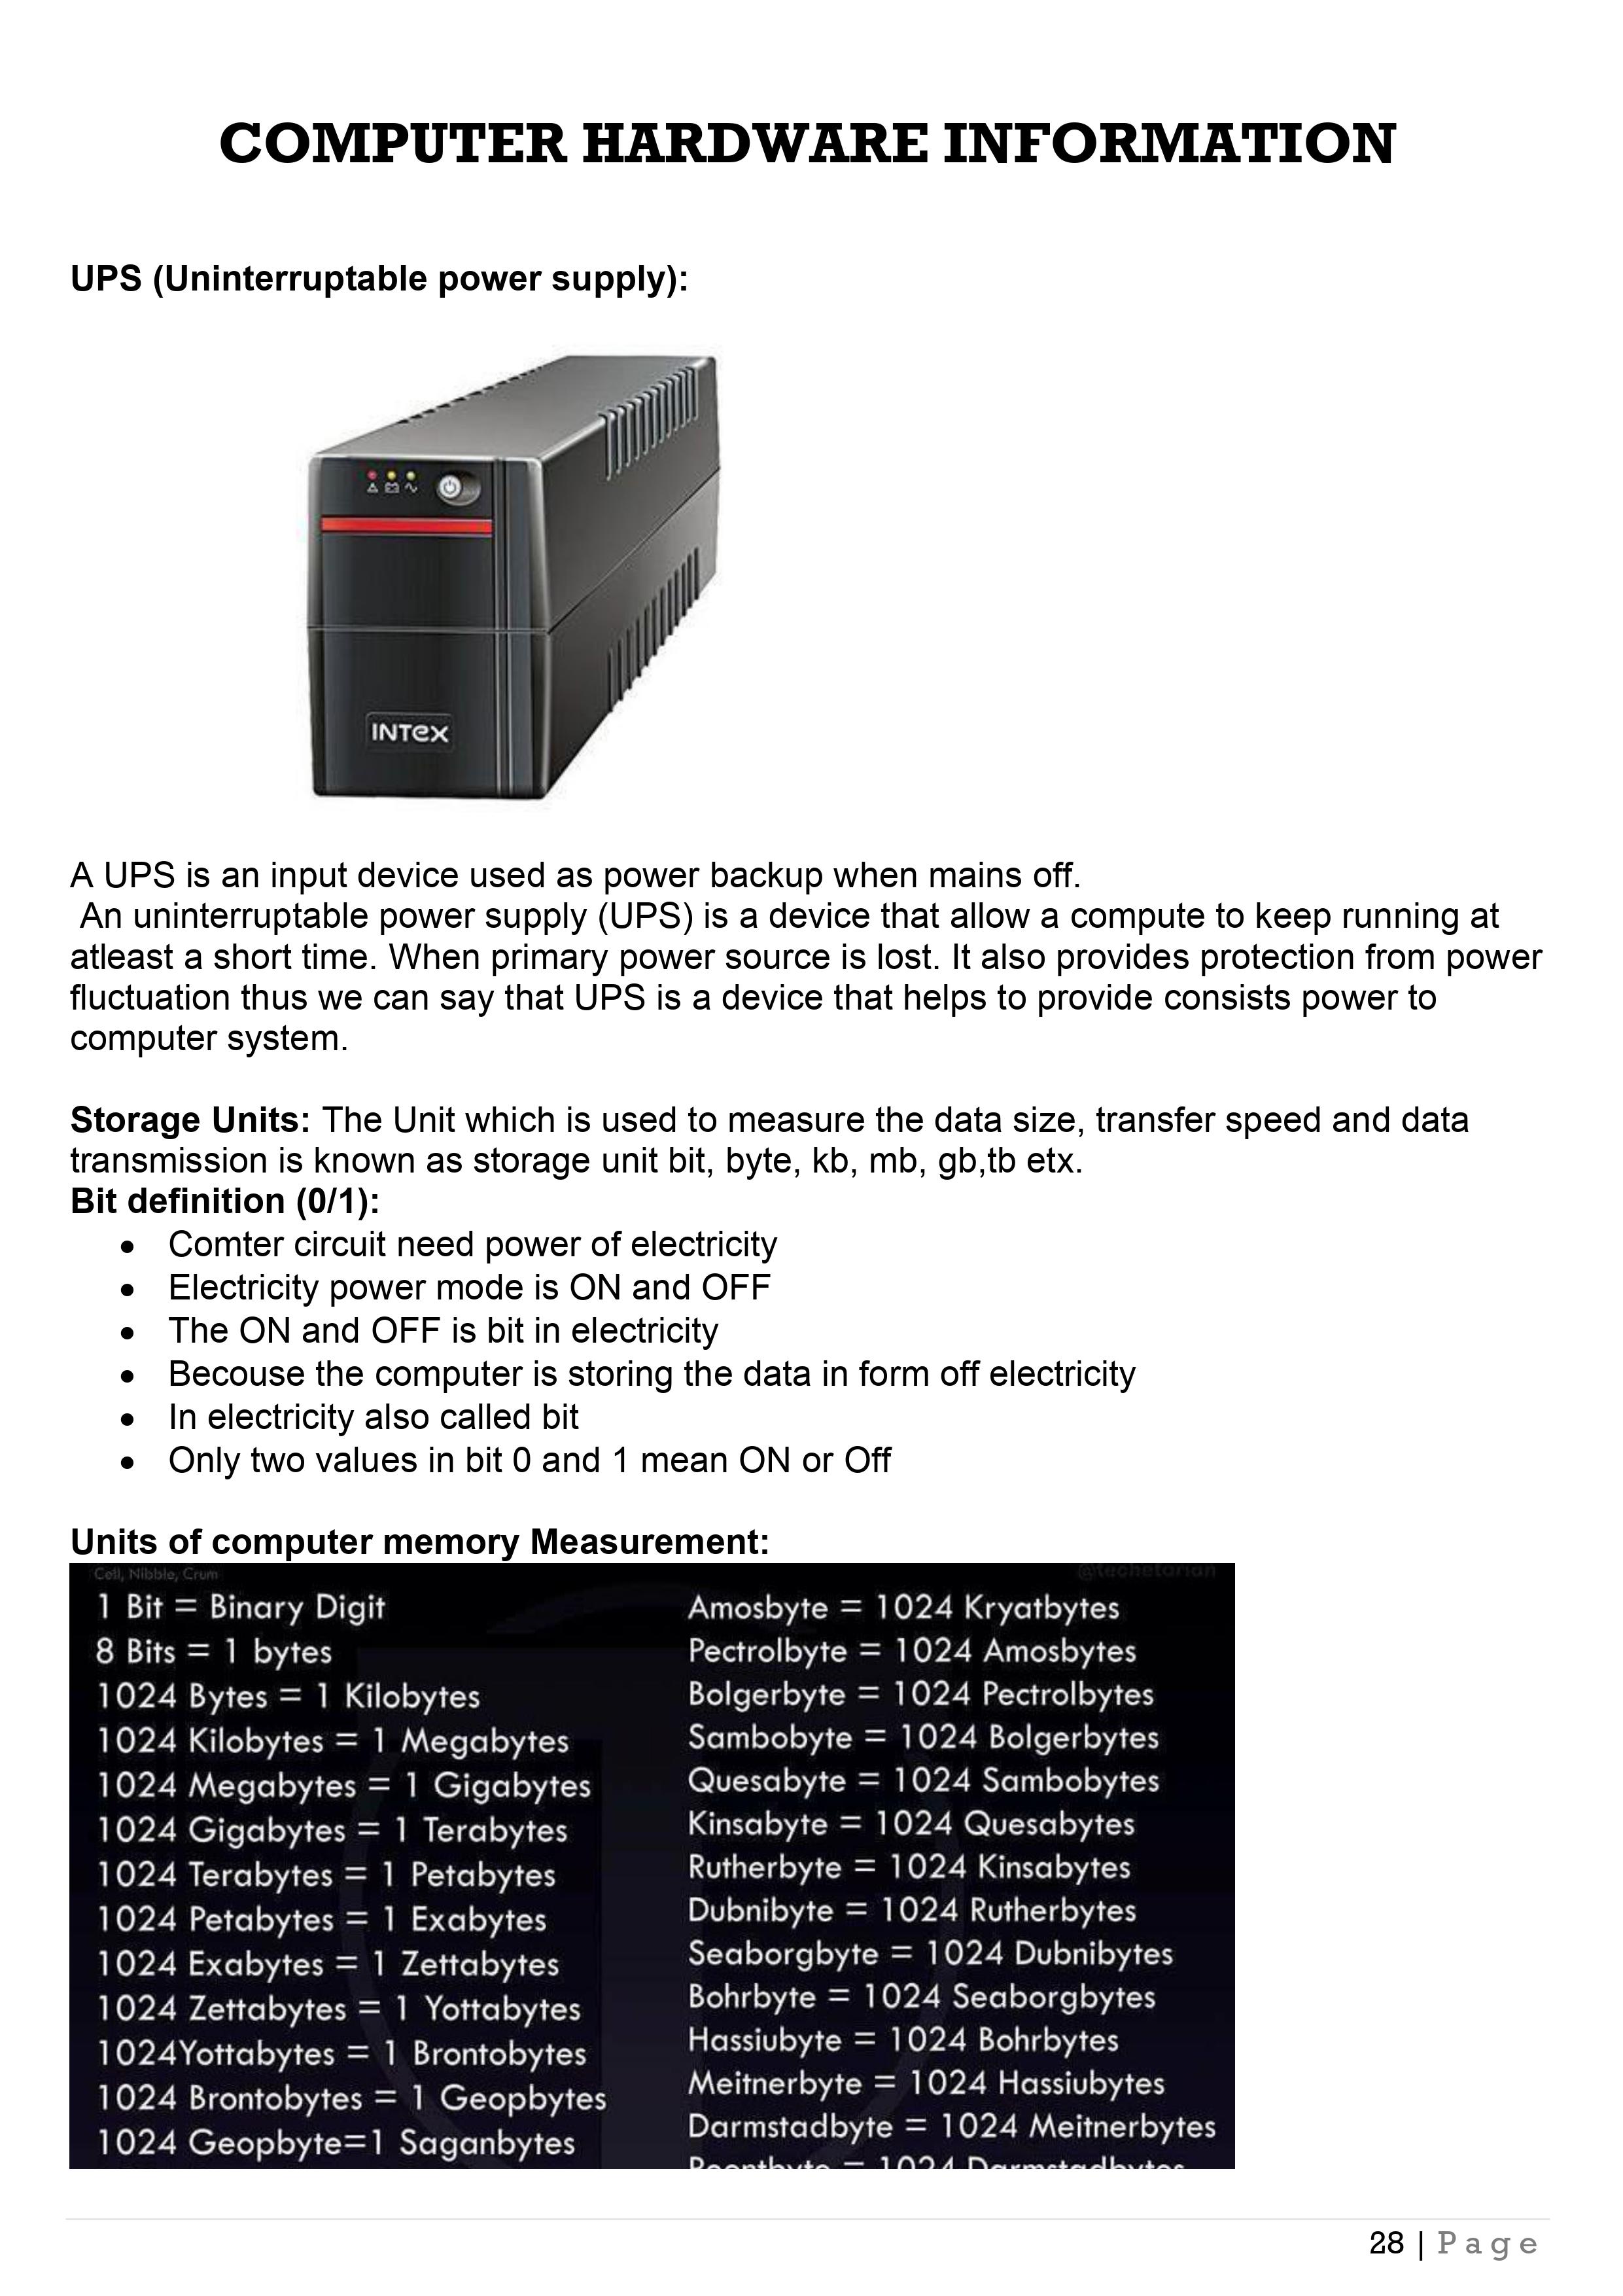 COMPUTER HARDWARE INFORMATION
UPS (Uninterruptable power supply):
INTex
A UPS is an input device used as power backup when mains off.
An uninterruptable power supply (UPS) is a device that allow a compute to keep running at
atleast a short time. When primary power source is lost. It also provides protection from power
fluctuation thus we can say that UPS is a device that helps to provide consists power to
computer system.
Storage Units: The Unit which is used to measure the data size, transfer speed and data
transmission is known as storage unit bit, byte, kb, mb, gb,tb etx.
Bit definition (0/1):
• Comter circuit need power of electricity
• Electricity power mode is ON and OFF
• The ON and OFF is bit in electricity
• Becouse the computer is storing the data in form off electricity
• In electricity also called bit
• Only two values in bit 0 and 1 mean ON or Off
Units of computer memory Measurement:
Cell, Nibble, Crum
@techetarian
1 Bit = Binary Digit
8 Bits = 1 bytes
1024 Bytes = 1 Kilobytes
1024 Kilobytes = 1 Megabytes
1024 Megabytes = 1 Gigabytes
1024 Gigabytes = 1 Terabytes
1024 Terabytes = 1 Petabytes
1024 Petabytes = 1 Exabytes
1024 Exabytes = 1 Zettabytes
1024 Zettabytes = 1 Yottabytes
1024Yottabytes = 1 Brontobytes
1024 Brontobytes = 1 Geopbytes
1024 Geopbyte=1 Saganbytes
Amosbyte = 1024 Kryatbytes
Pectrolbyte = 1024 Amosbytes
Bolgerbyte = 1024 Pectrolbytes
Sambobyte = 1024 Bolgerbytes
Quesabyte = 1024 Sambobytes
Kinsabyte = 1024 Quesabytes
Rutherbyte = 1024 Kinsabytes
Dubnibyte = 1024 Rutherbytes
Seaborgbyte = 1024 Dubnibytes
Bohrbyte = 1024 Seaborgbytes
Hassiubyte = 1024 Bohrbytes
Meitnerbyte = 1024 Hassiubytes
Darmstadbyte = 1024 Meitnerbytes
= 1024 Darmstadbytes
28 | Page